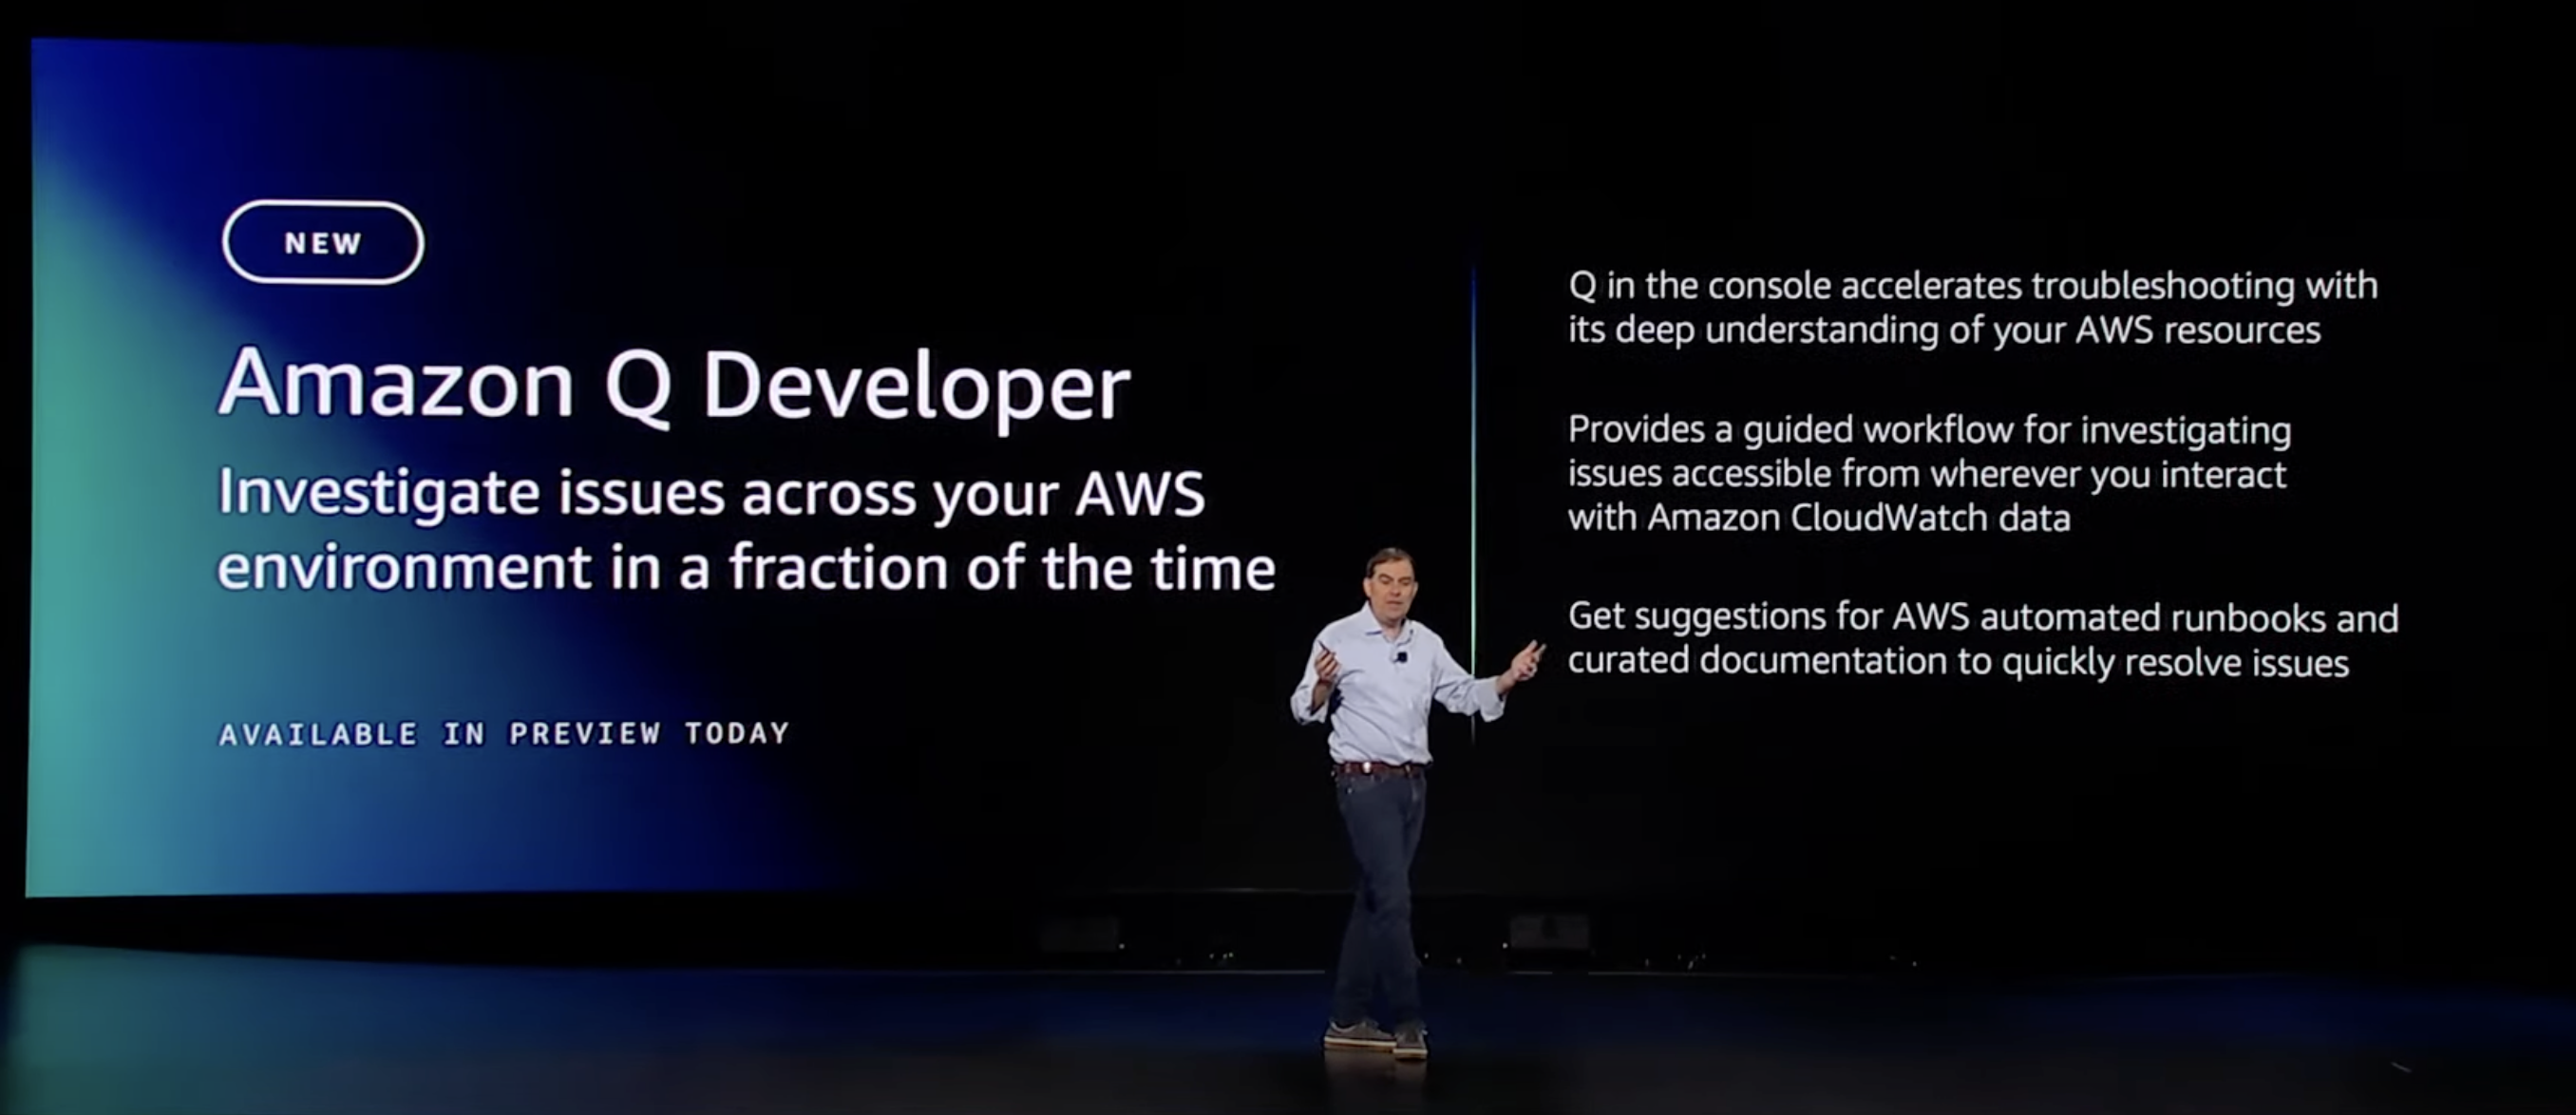 NEW
Amazon Q Developer
Investigate issues across your AWS
environment in a fraction of the time
AVAILABLE IN PREVIEW TODAY
Q in the console accelerates troubleshooting with
its deep understanding of your AWS resources
Provides a guided workflow for investigating
issues accessible from wherever you interact
with Amazon CloudWatch data
Get suggestions for AWS automated runbooks and
curated documentation to quickly resolve issues